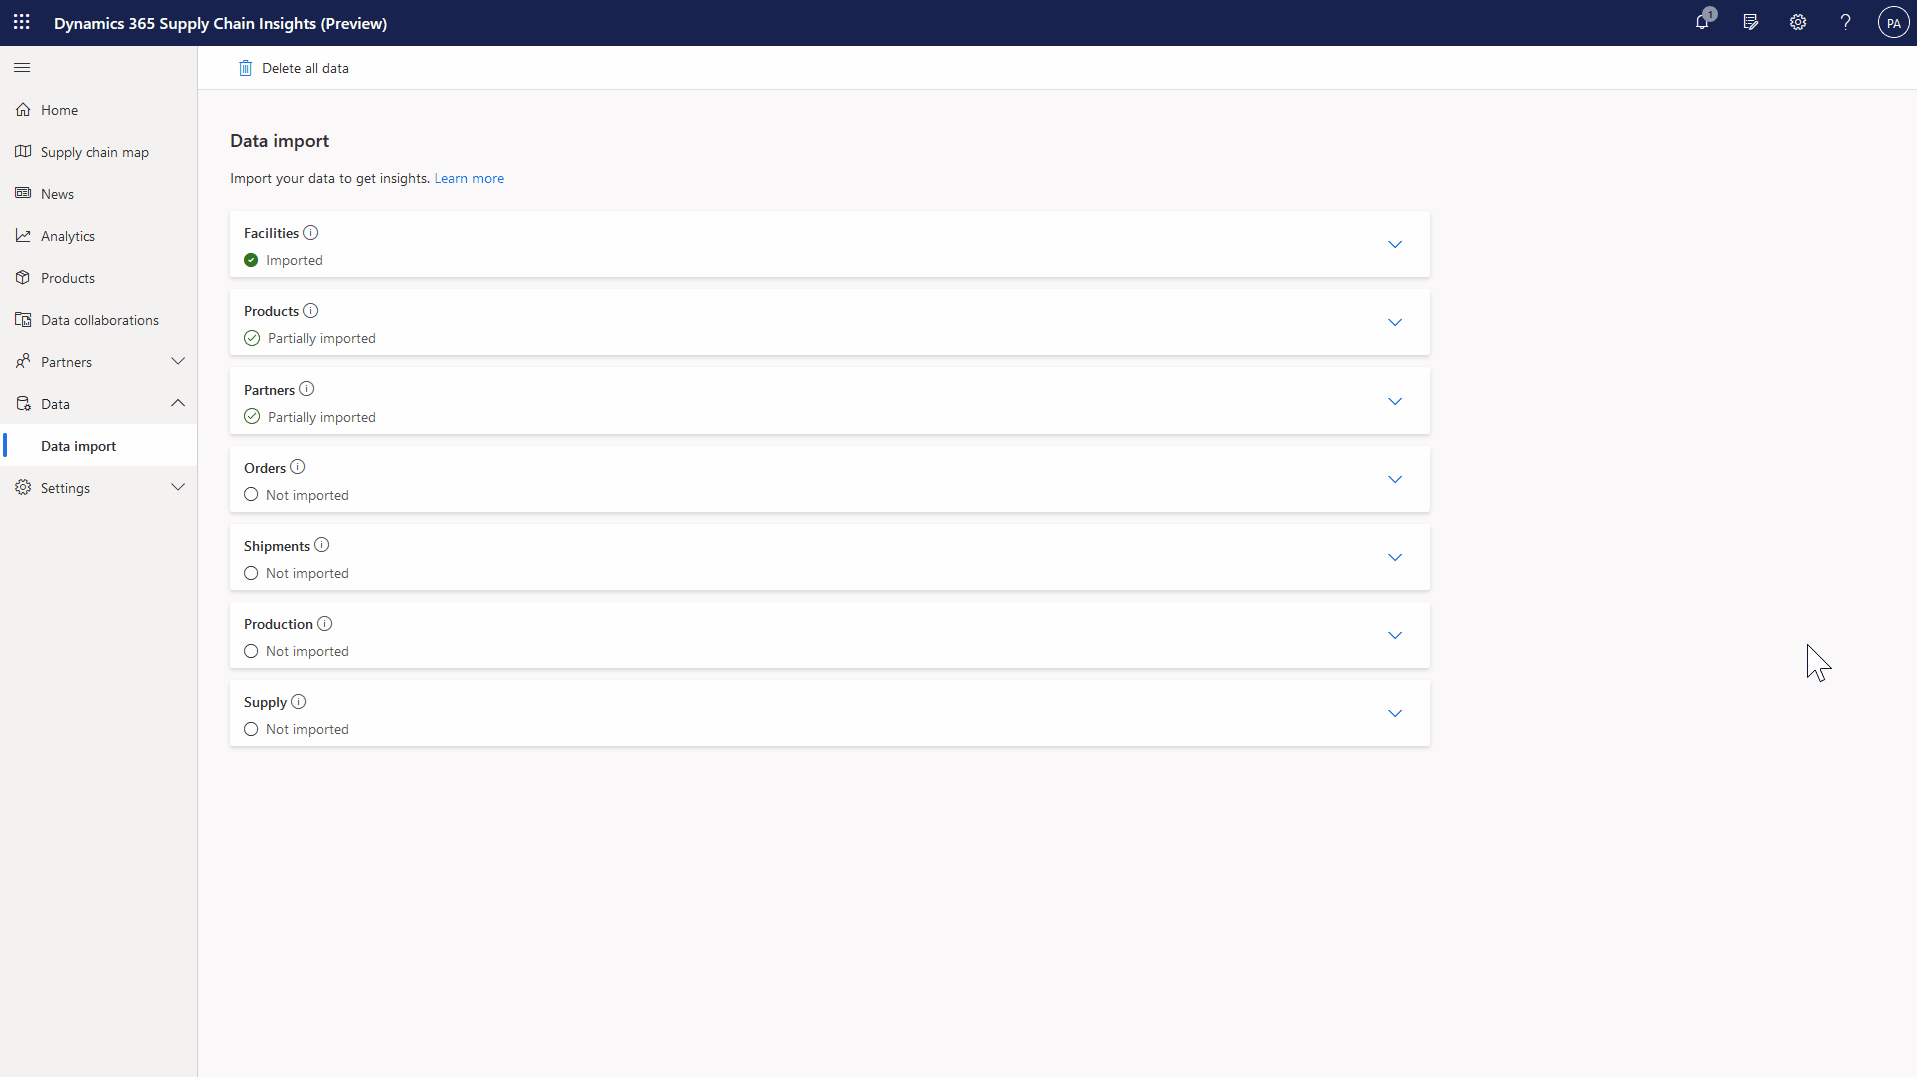 Dynamics 365 Supply Chain Insights (Preview)
1
PA
Home
Supply chain map
News
Analytics
Products
Data collaborations
Partners
Data
Data import
Settings
Delete all data
Data import
Import your data to get insights. Learn more
Facilities
Imported
Products
Partially imported
Partners
Partially imported
Orders
Not imported
Shipments
Not imported
Production
Not imported
Supply
Not imported